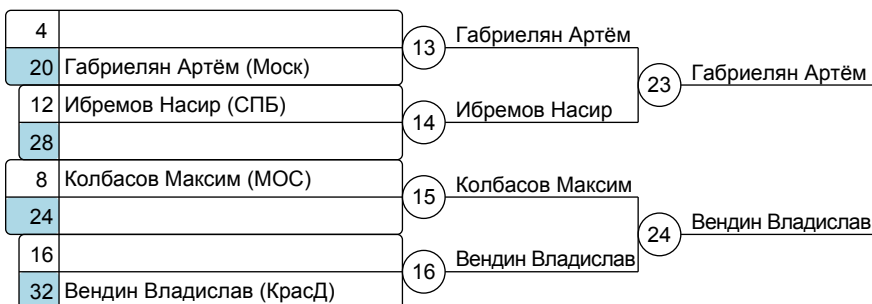 4
20 Габриелян Артём (Моск)
12 Ибремов Насир (СПБ)
28
8 Колбасов Максим (МОС)
24
16
32 Вендин Владислав (КрасД)
13 Габриелян Артём
14 Ибремов Насир
15 Колбасов Максим
16 Вендин Владислав
23 Габриелян Артём
24 Вендин Владислав